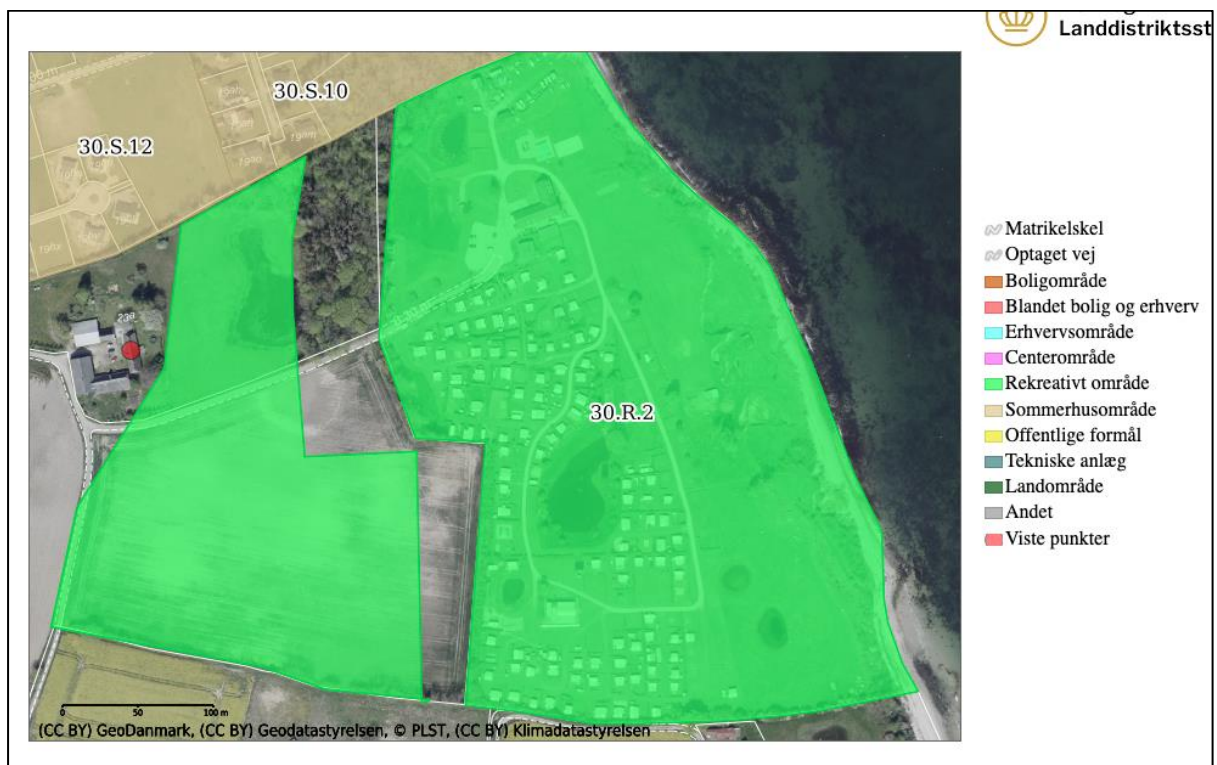 Landdistriktsst
30.S.10
30.S.12
23a
30.R.2
Matrikelskel
Optaget vej
Boligområde
Blandet bolig og erhverv
Erhvervsområde
Centerområde
Rekreativt område
Sommerhusområde
Offentlige formål
Tekniske anlæg
Landområde
Andet
Viste punkter
0 50 100 m
(CC BY) GeoDanmark, (CC BY) Geodatastyrelsen, © PLST, (CC BY) Klimadatastyrelsen